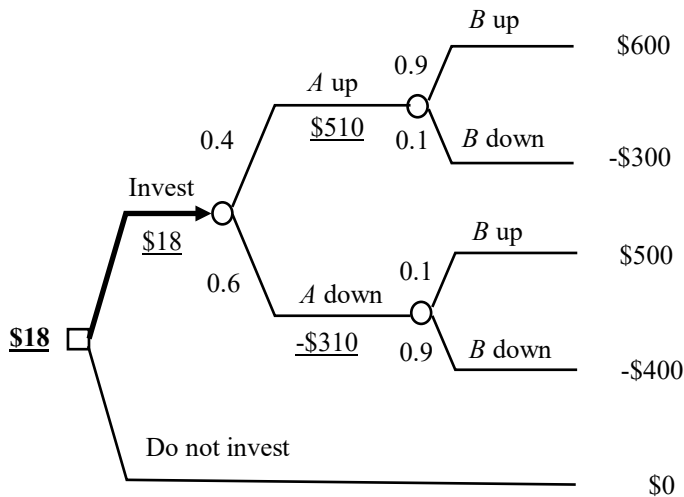 B up
$600
0.9
A up
$510
0.1
B down
-$300
0.4
Invest
$18
B up
$500
0.6
0.1
A down
-$310
0.9
B down
-$400
$18
Do not invest
$0